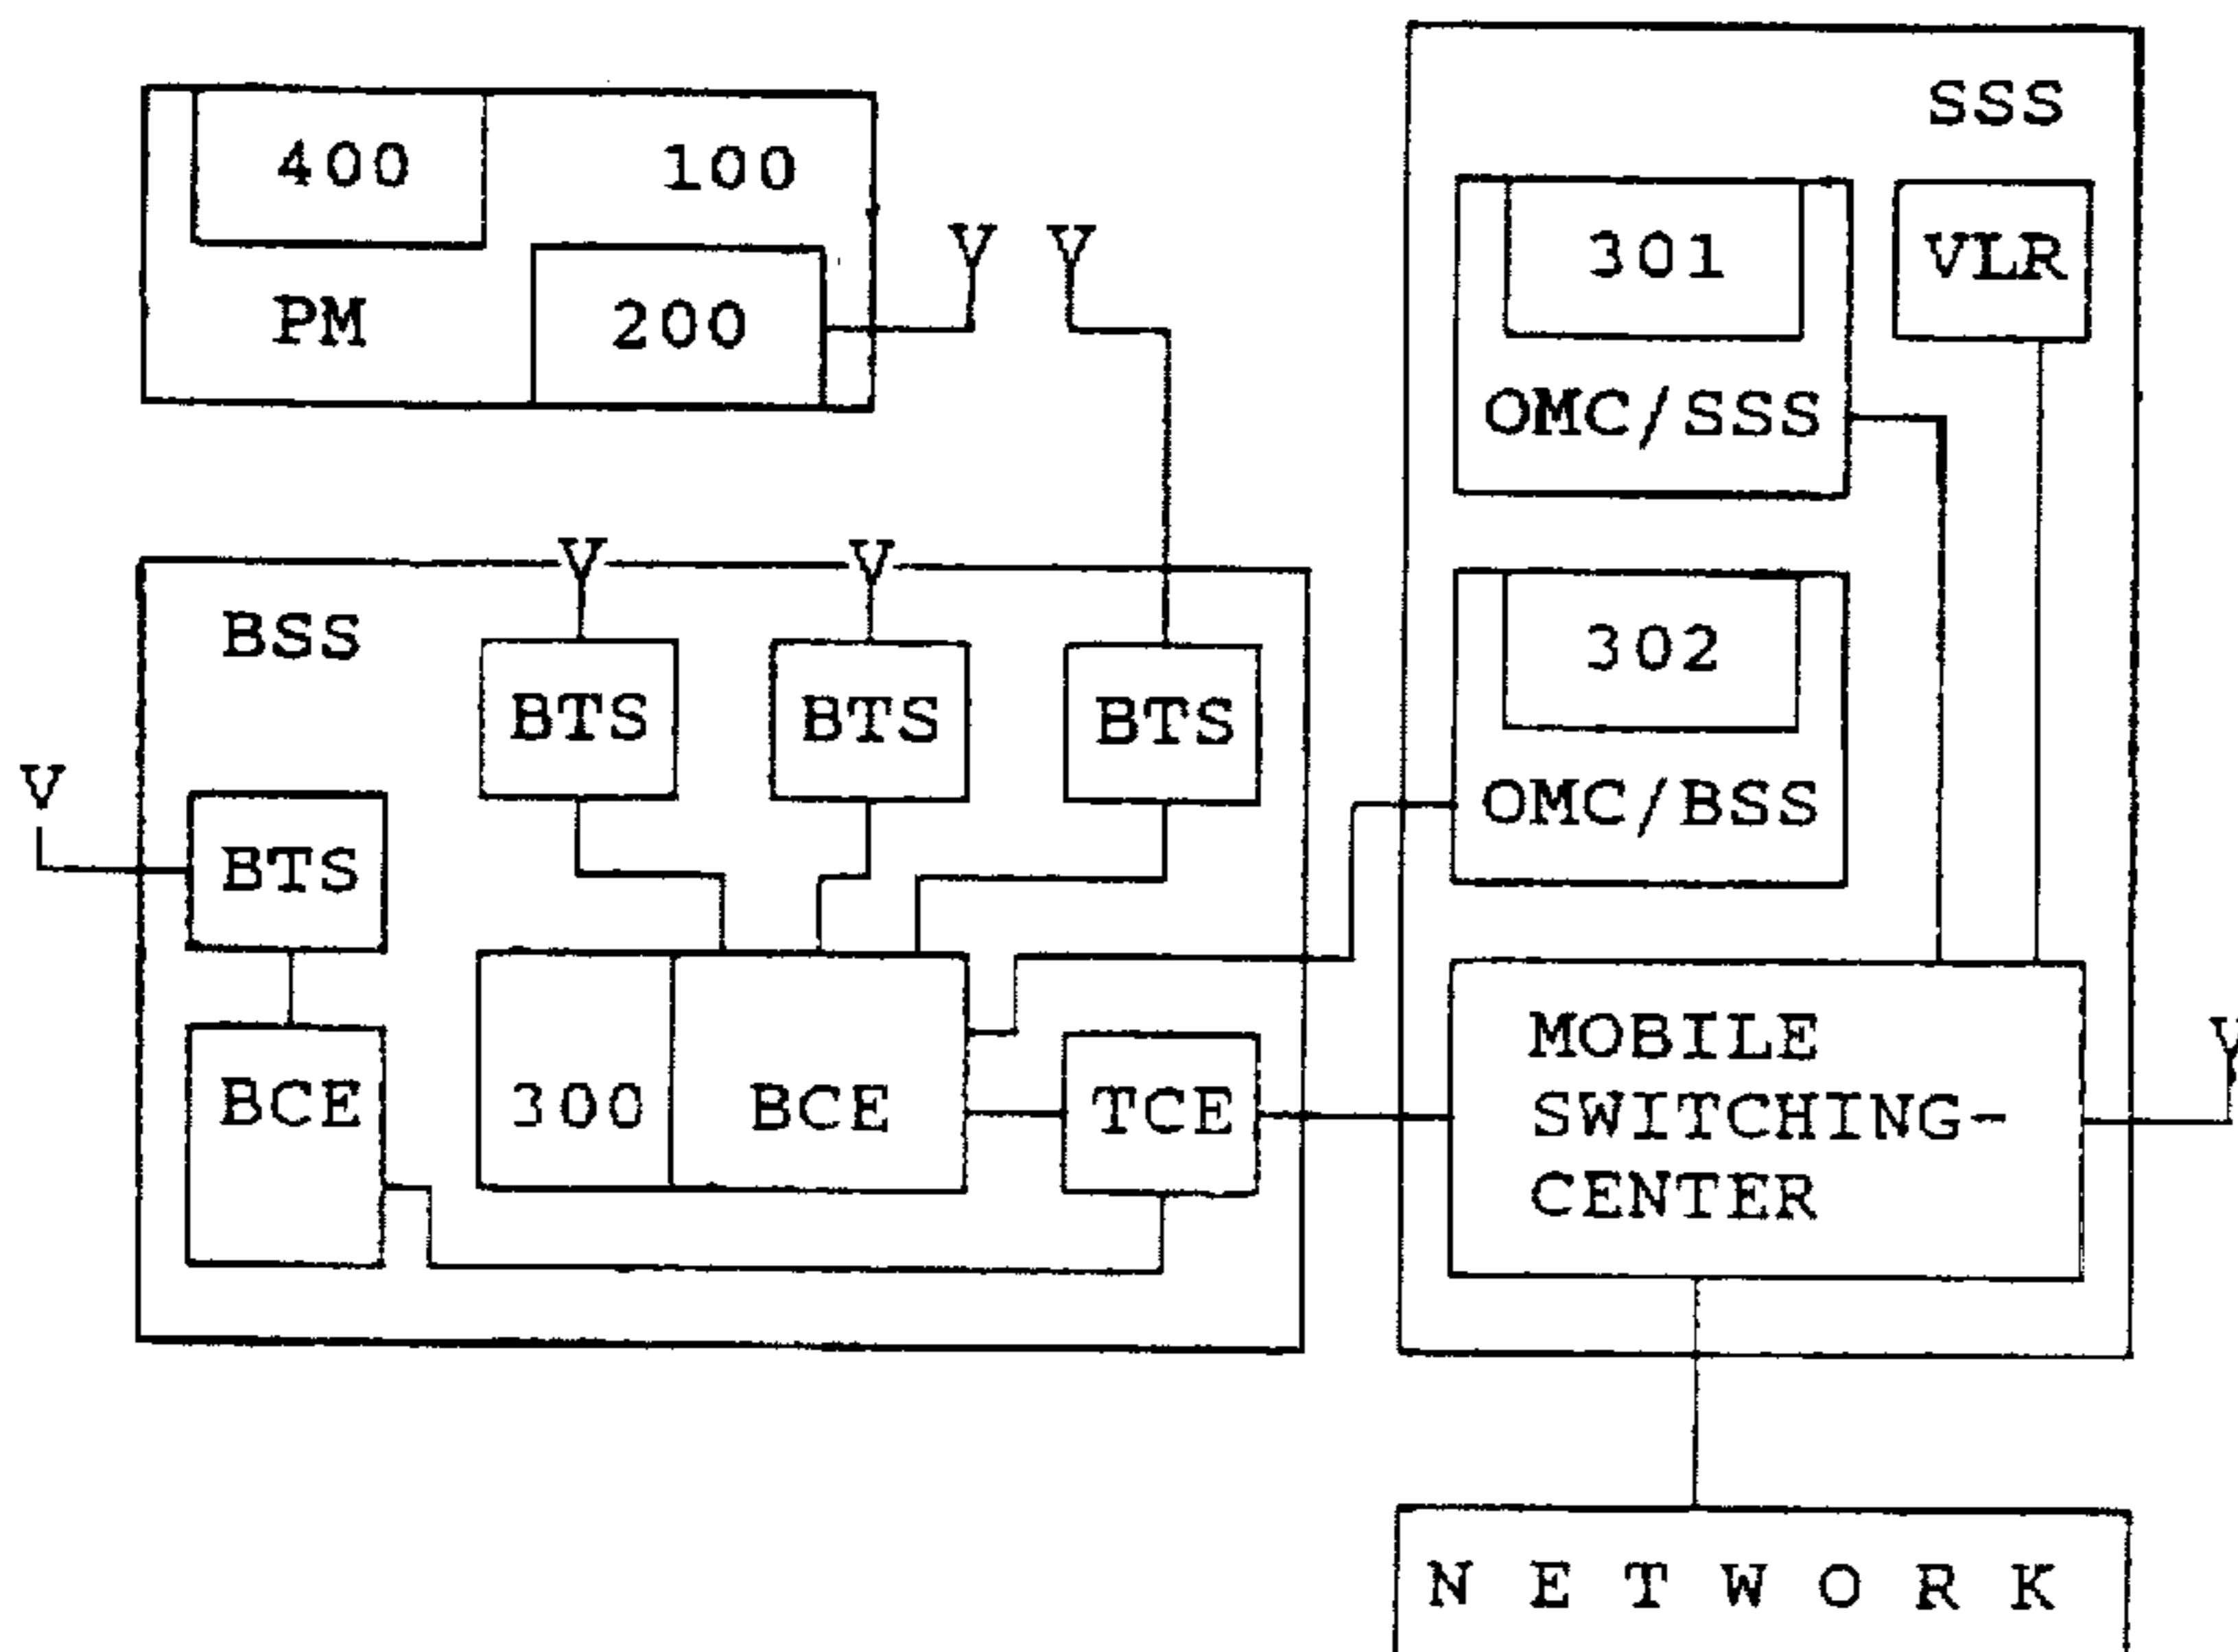 400
100
PM
200
SSS
301
VLR
OMC/SSS
302
OMC/BSS
BSS
BTS
BTS
BTS
BTS
BCE
300
BCE
TCE
MOBILE
SWITCHING-
CENTER
N E T W O R K